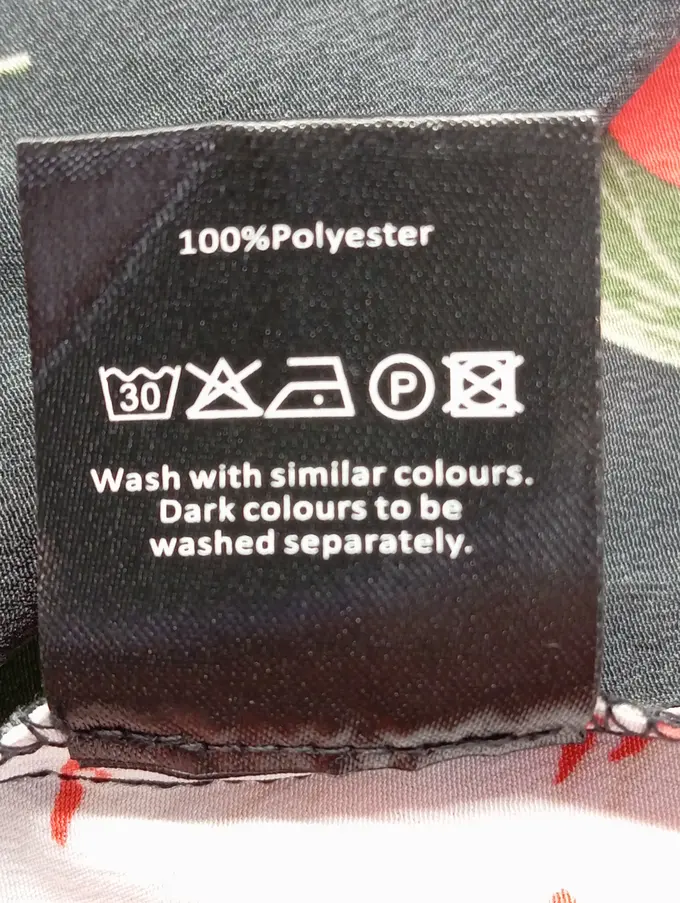 100%Polyester
30 P
Wash with similar colours.
Dark colours to be
washed separately.